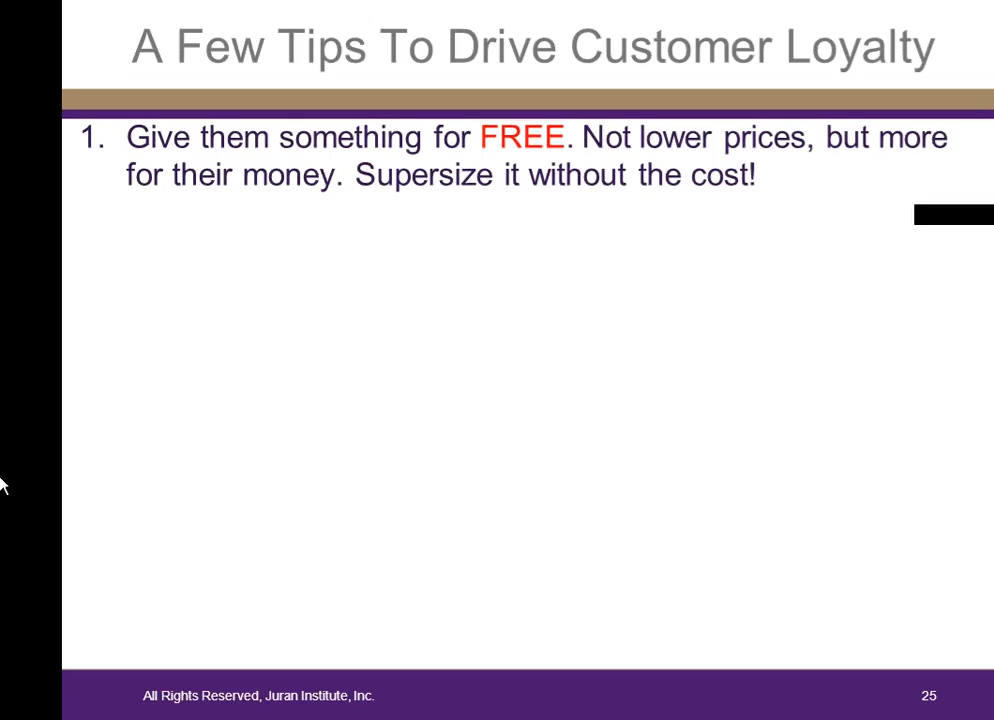 A Few Tips To Drive Customer Loyalty
1. Give them something for FREE. Not lower prices, but more
for their money. Supersize it without the cost!
All Rights Reserved, Juran Institute, Inc.
25